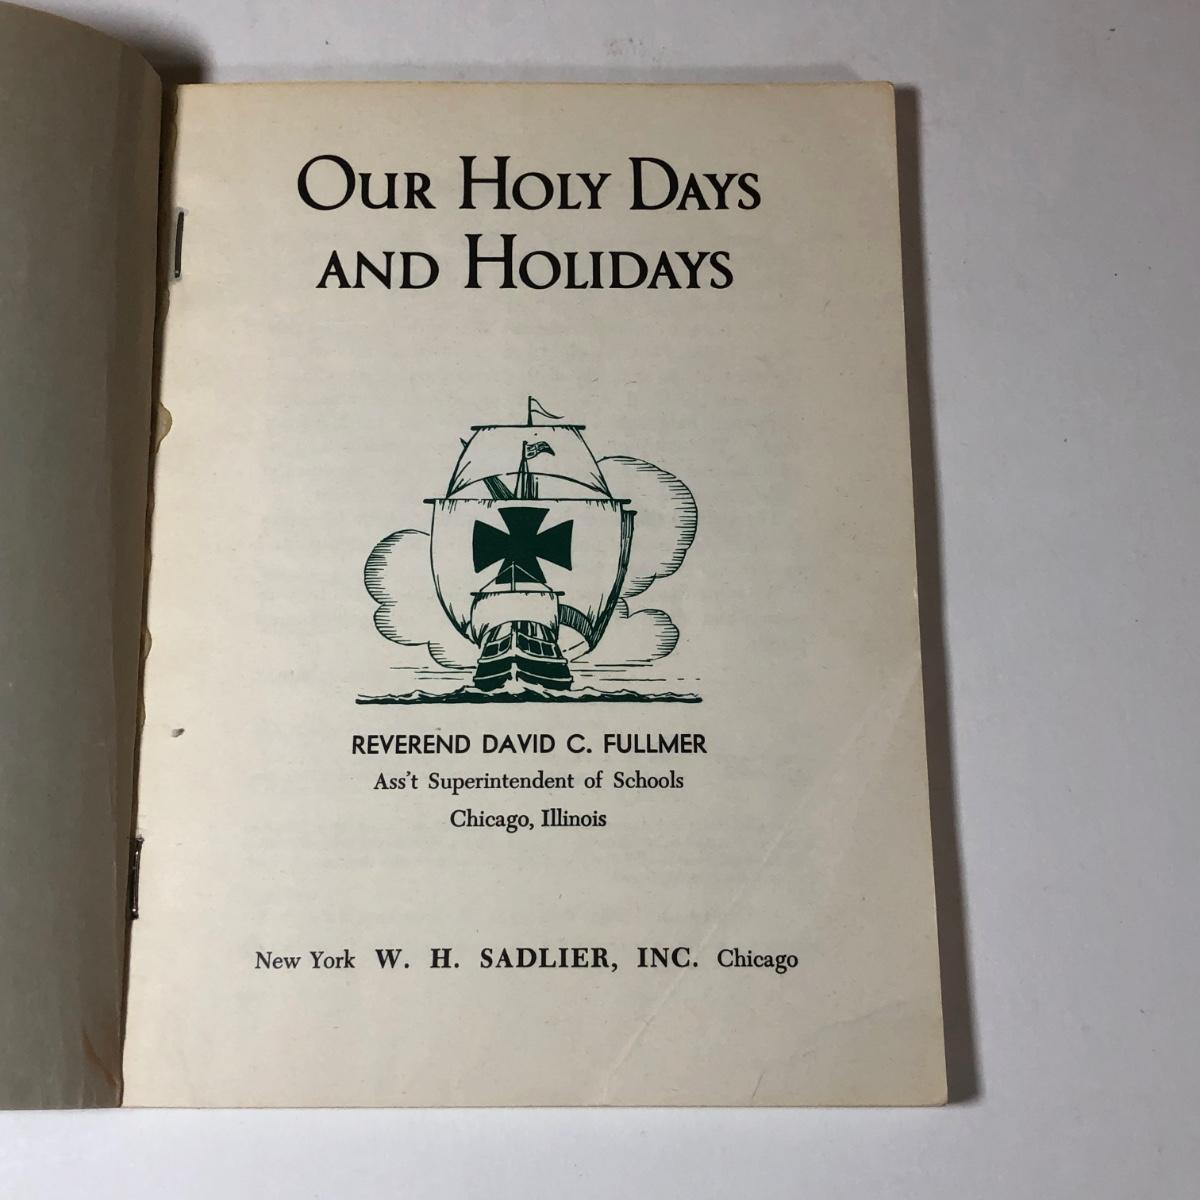 Our Holy Days
and Holidays
REVEREND DAVID C. FULLMER
Ass't Superintendent of Schools
Chicago, Illinois
New York W. H. SADLIER, INC. Chicago